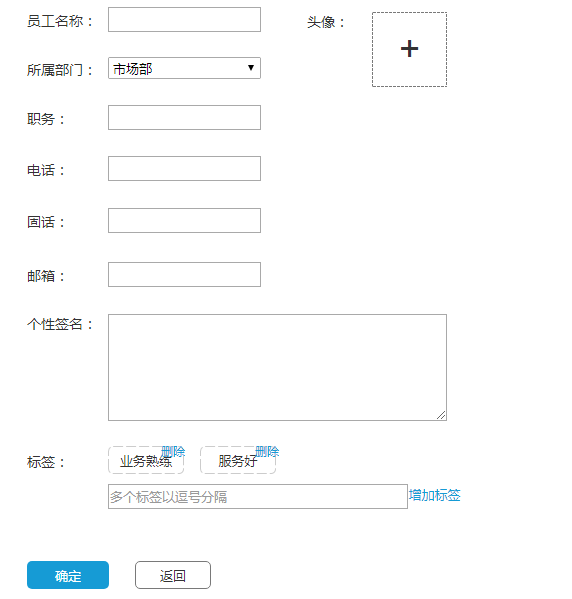 员工名称：
头像：
+
所属部门：
市场部
职务：
电话：
固话：
邮箱：
个性签名：
标签：
业务熟练 删除
服务好 删除
多个标签以逗号分隔 增加标签
确定 返回